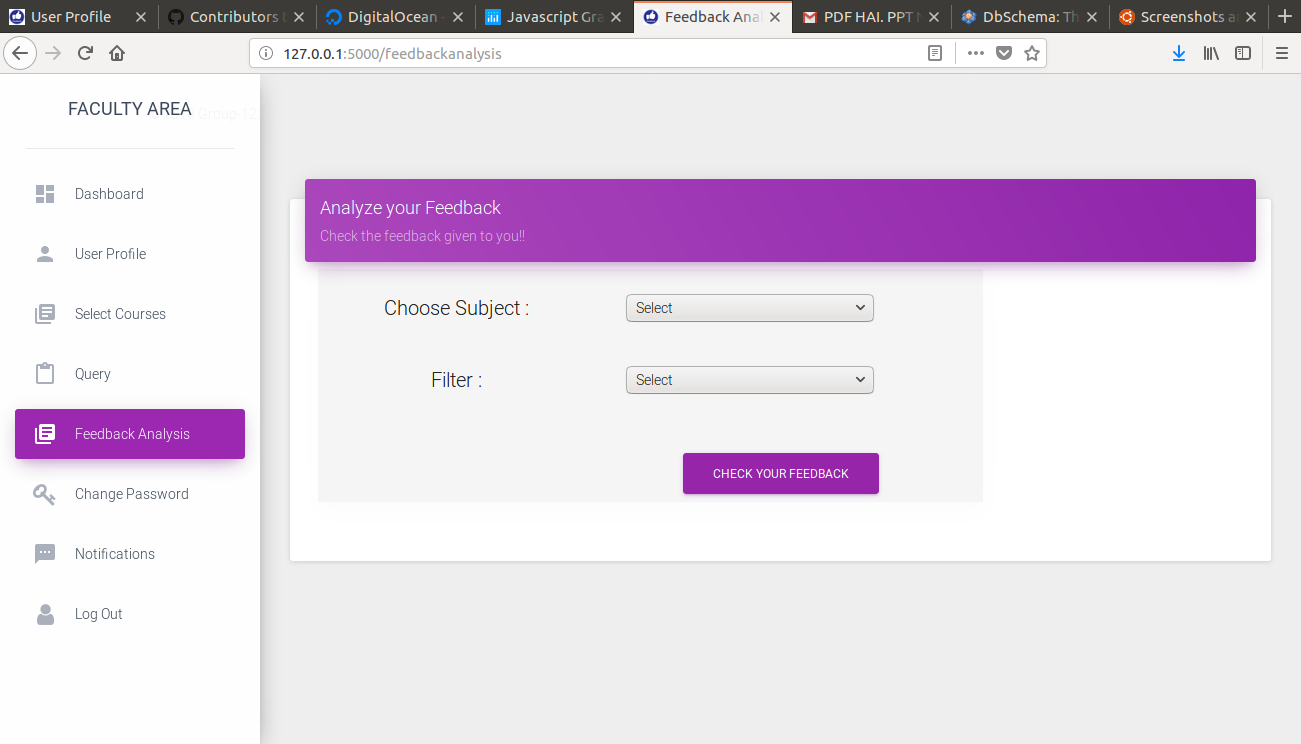 User Profile
Contributors t
DigitalOcean
Javascript Gra
Feedback Anal
PDF HAI. PPT N
DbSchema: Th
Screenshots a
127.0.0.1:5000/feedbackanalysis
FACULTY AREA
Group-12
Dashboard
User Profile
Select Courses
Query
Feedback Analysis
Change Password
Notifications
Log Out
Analyze your Feedback
Check the feedback given to you!!
Choose Subject : Select
Filter : Select
CHECK YOUR FEEDBACK